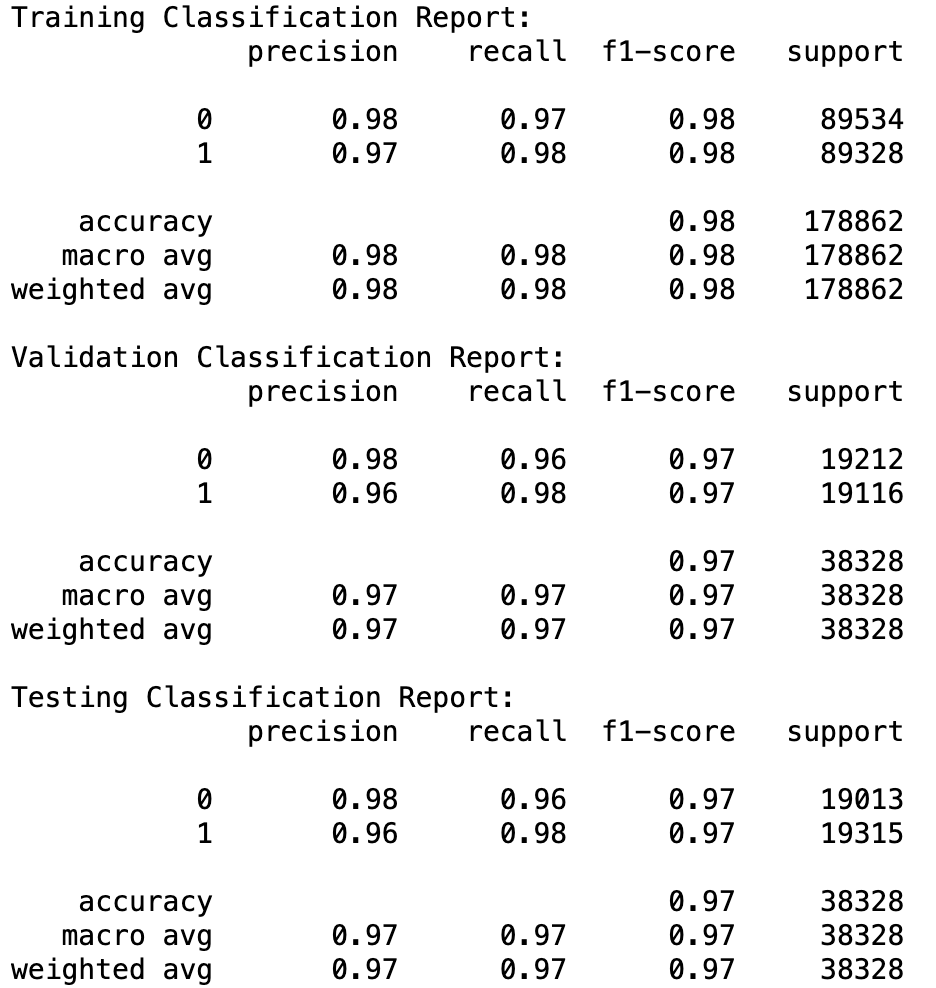 Training Classification Report:
precision recall f1-score support
0 0.98 0.97 0.98 89534
1 0.97 0.98 0.98 89328
accuracy 0.98 178862
macro avg 0.98 0.98 0.98 178862
weighted avg 0.98 0.98 0.98 178862
Validation Classification Report:
precision recall f1-score support
0 0.98 0.96 0.97 19212
1 0.96 0.98 0.97 19116
accuracy 0.97 38328
macro avg 0.97 0.97 0.97 38328
weighted avg 0.97 0.97 0.97 38328
Testing Classification Report:
precision recall f1-score support
0 0.98 0.96 0.97 19013
1 0.96 0.98 0.97 19315
accuracy 0.97 38328
macro avg 0.97 0.97 0.97 38328
weighted avg 0.97 0.97 0.97 38328